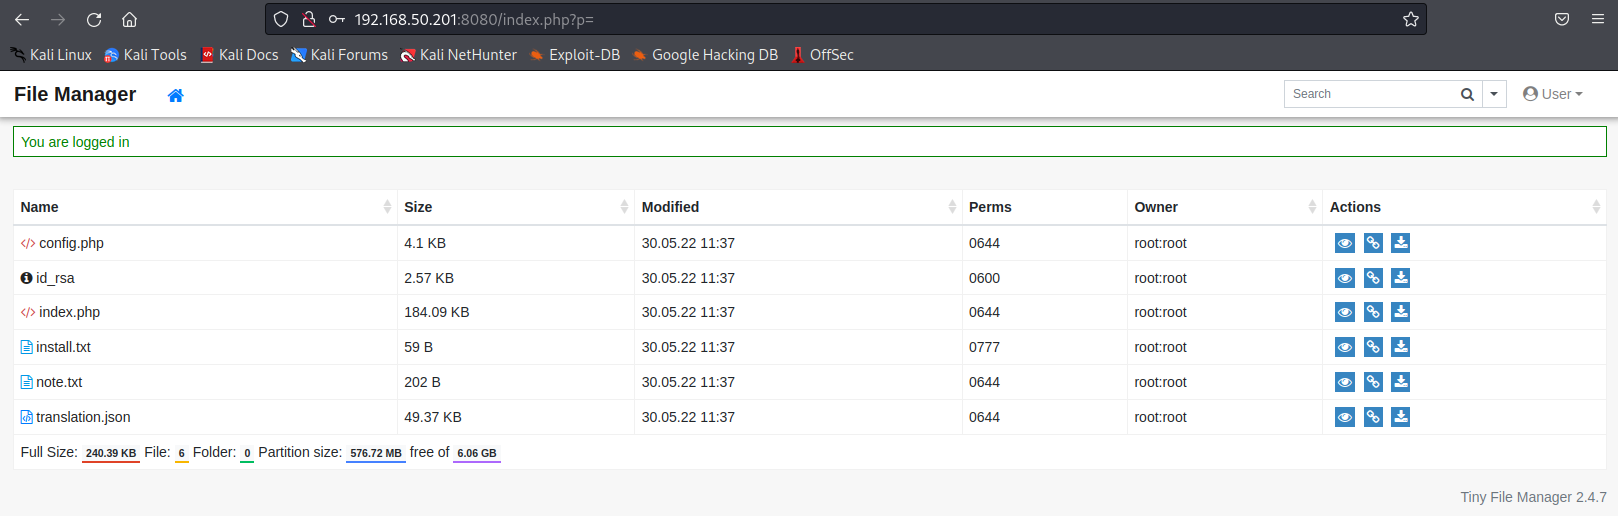 192.168.50.201:8080/index.php?p=
Kali Linux Kali Tools Kali Docs Kali Forums Kali NetHunter Exploit-DB Google Hacking DB OffSec
File Manager Search User
You are logged in
Name Size Modified Perms Owner Actions
config.php 4.1 KB 30.05.22 11:37 0644 root:root
id_rsa 2.57 KB 30.05.22 11:37 0600 root:root
index.php 184.09 KB 30.05.22 11:37 0644 root:root
install.txt 59 B 30.05.22 11:37 0777 root:root
note.txt 202 B 30.05.22 11:37 0644 root:root
translation.json 49.37 KB 30.05.22 11:37 0644 root:root
Full Size: 240.39 KB File: 6 Folder: 0 Partition size: 576.72 MB free of 6.06 GB
Tiny File Manager 2.4.7